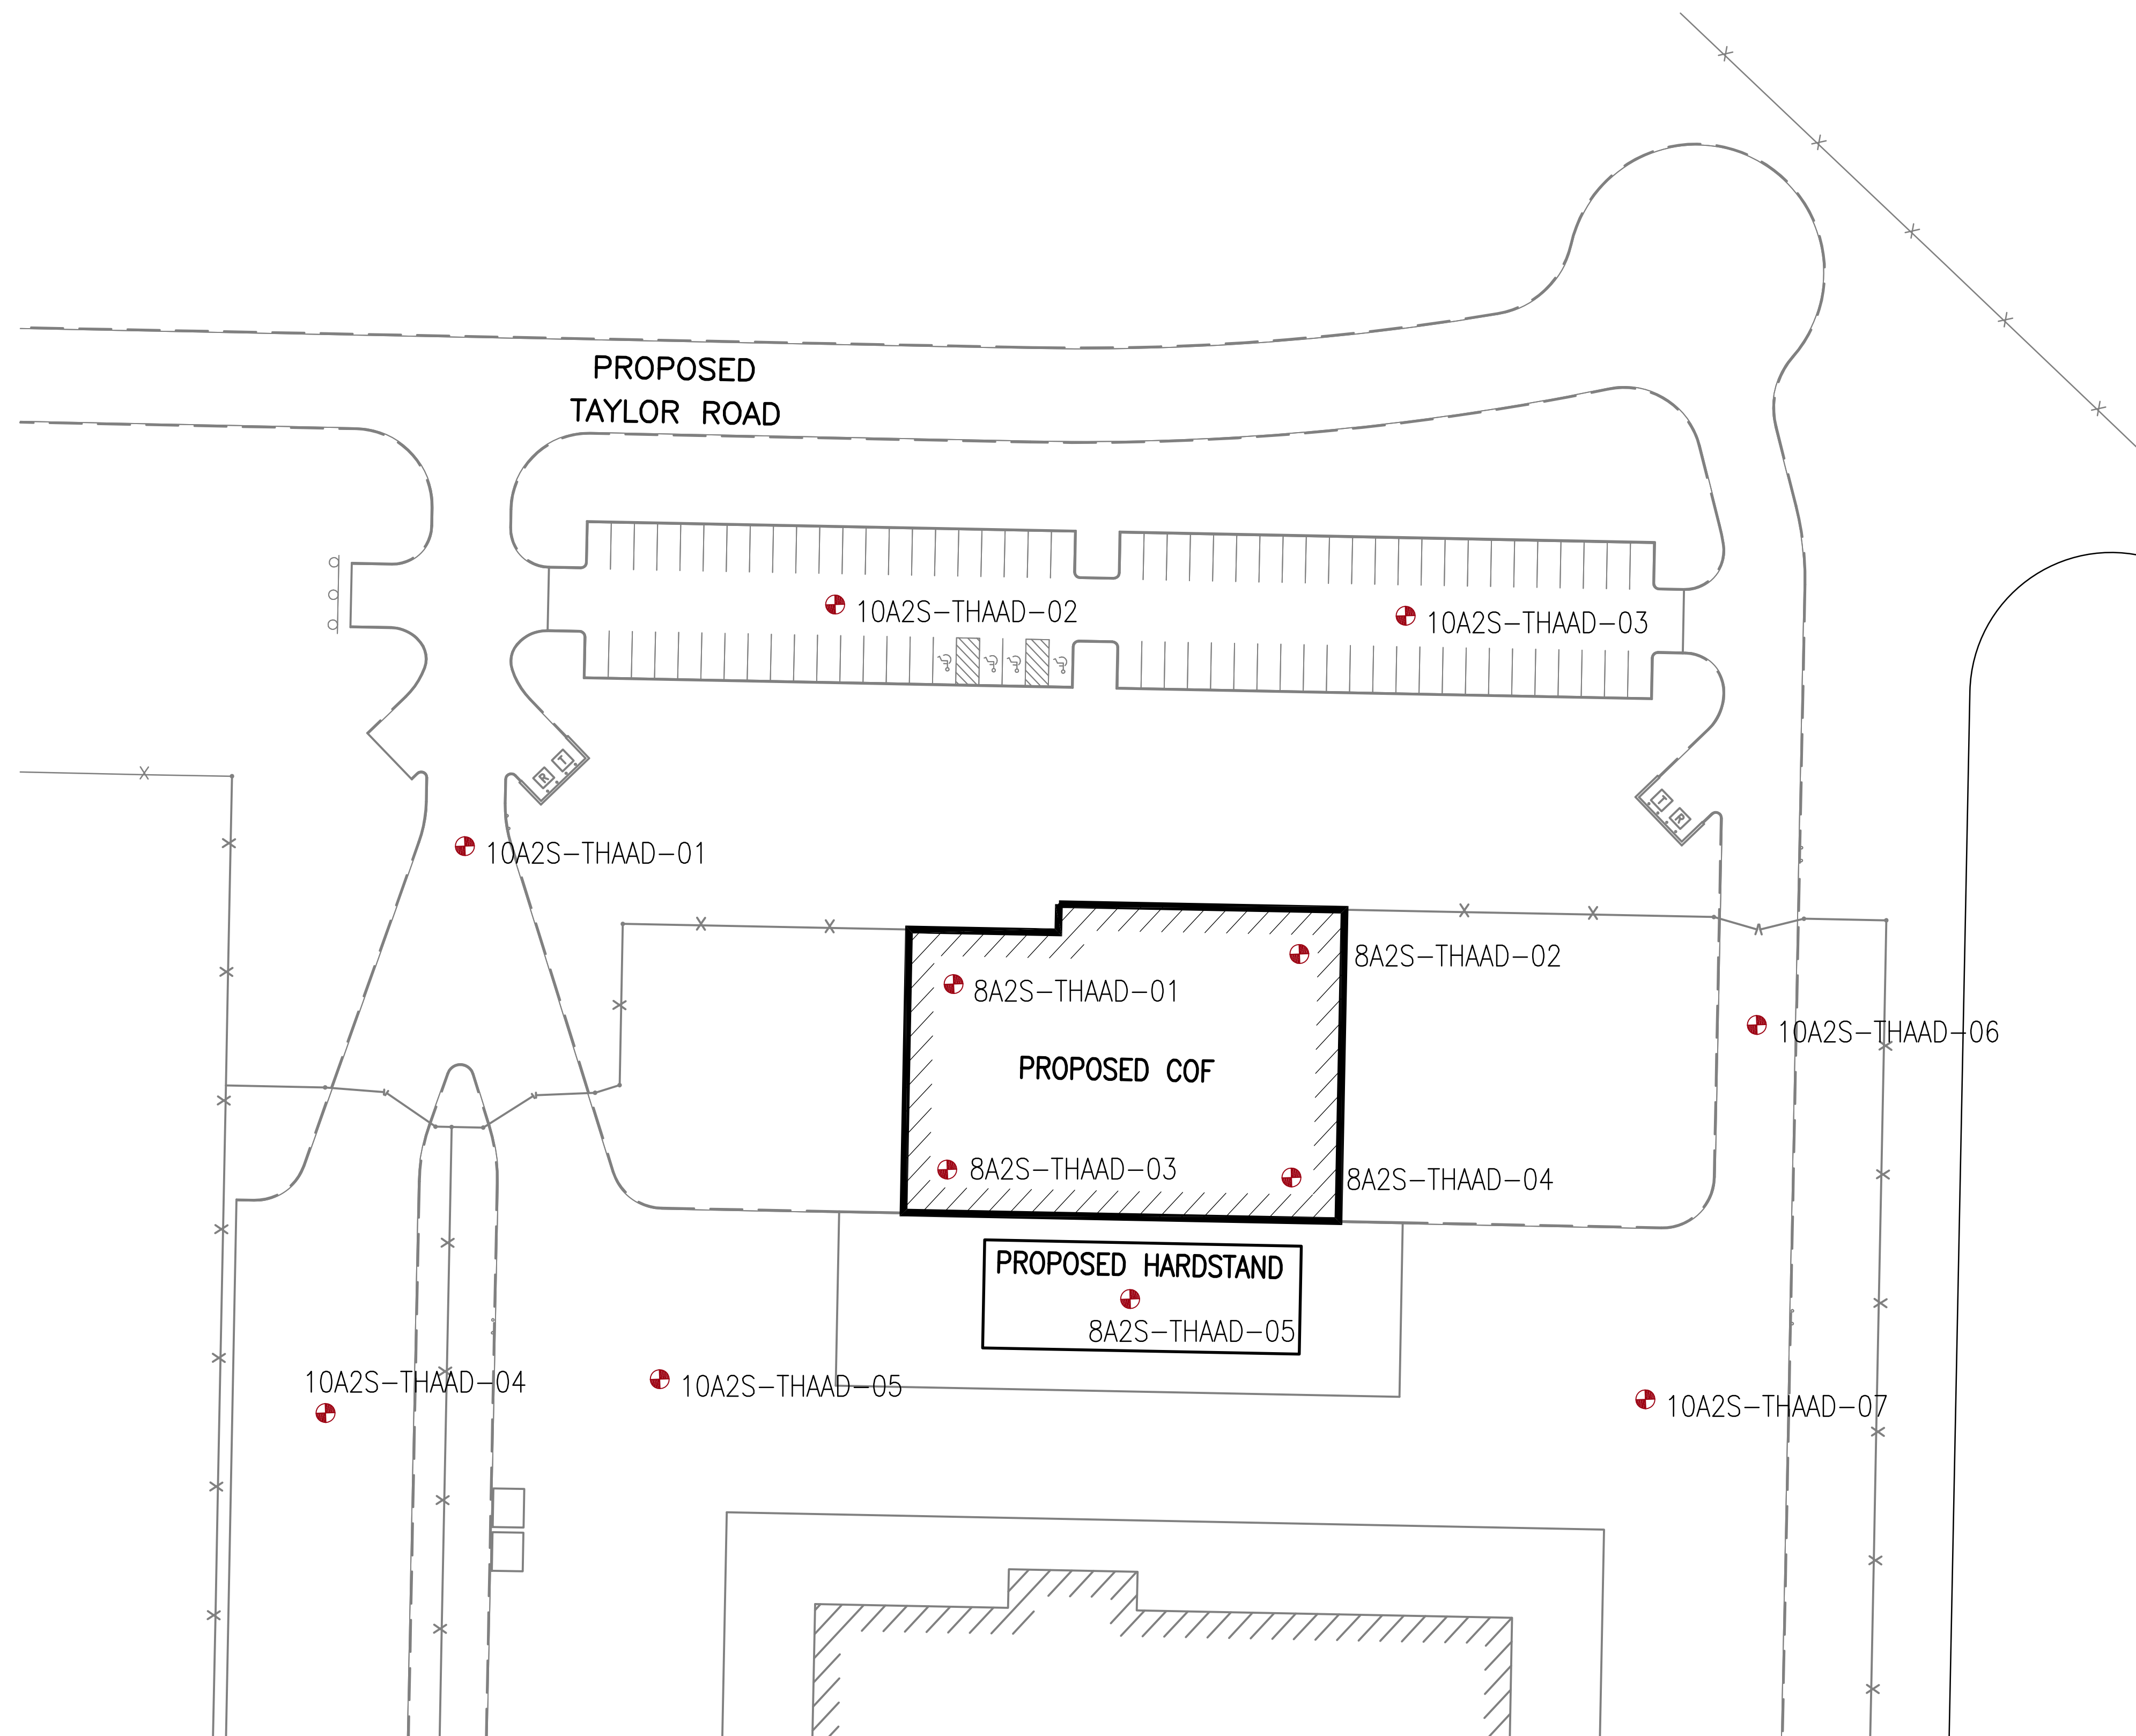 PROPOSED
TAYLOR ROAD
10A2S-THAAD-02
10A2S-THAAD-03
R T
T R
10A2S-THAAD-01
8A2S-THAAD-02
8A2S-THAAD-01
10A2S-THAAD-06
PROPOSED COF
8A2S-THAAD-03
8A2S-THAAD-04
PROPOSED HARDSTAND
8A2S-THAAD-05
10A2S-THAAD-04
10A2S-THAAD-05
10A2S-THAAD-07